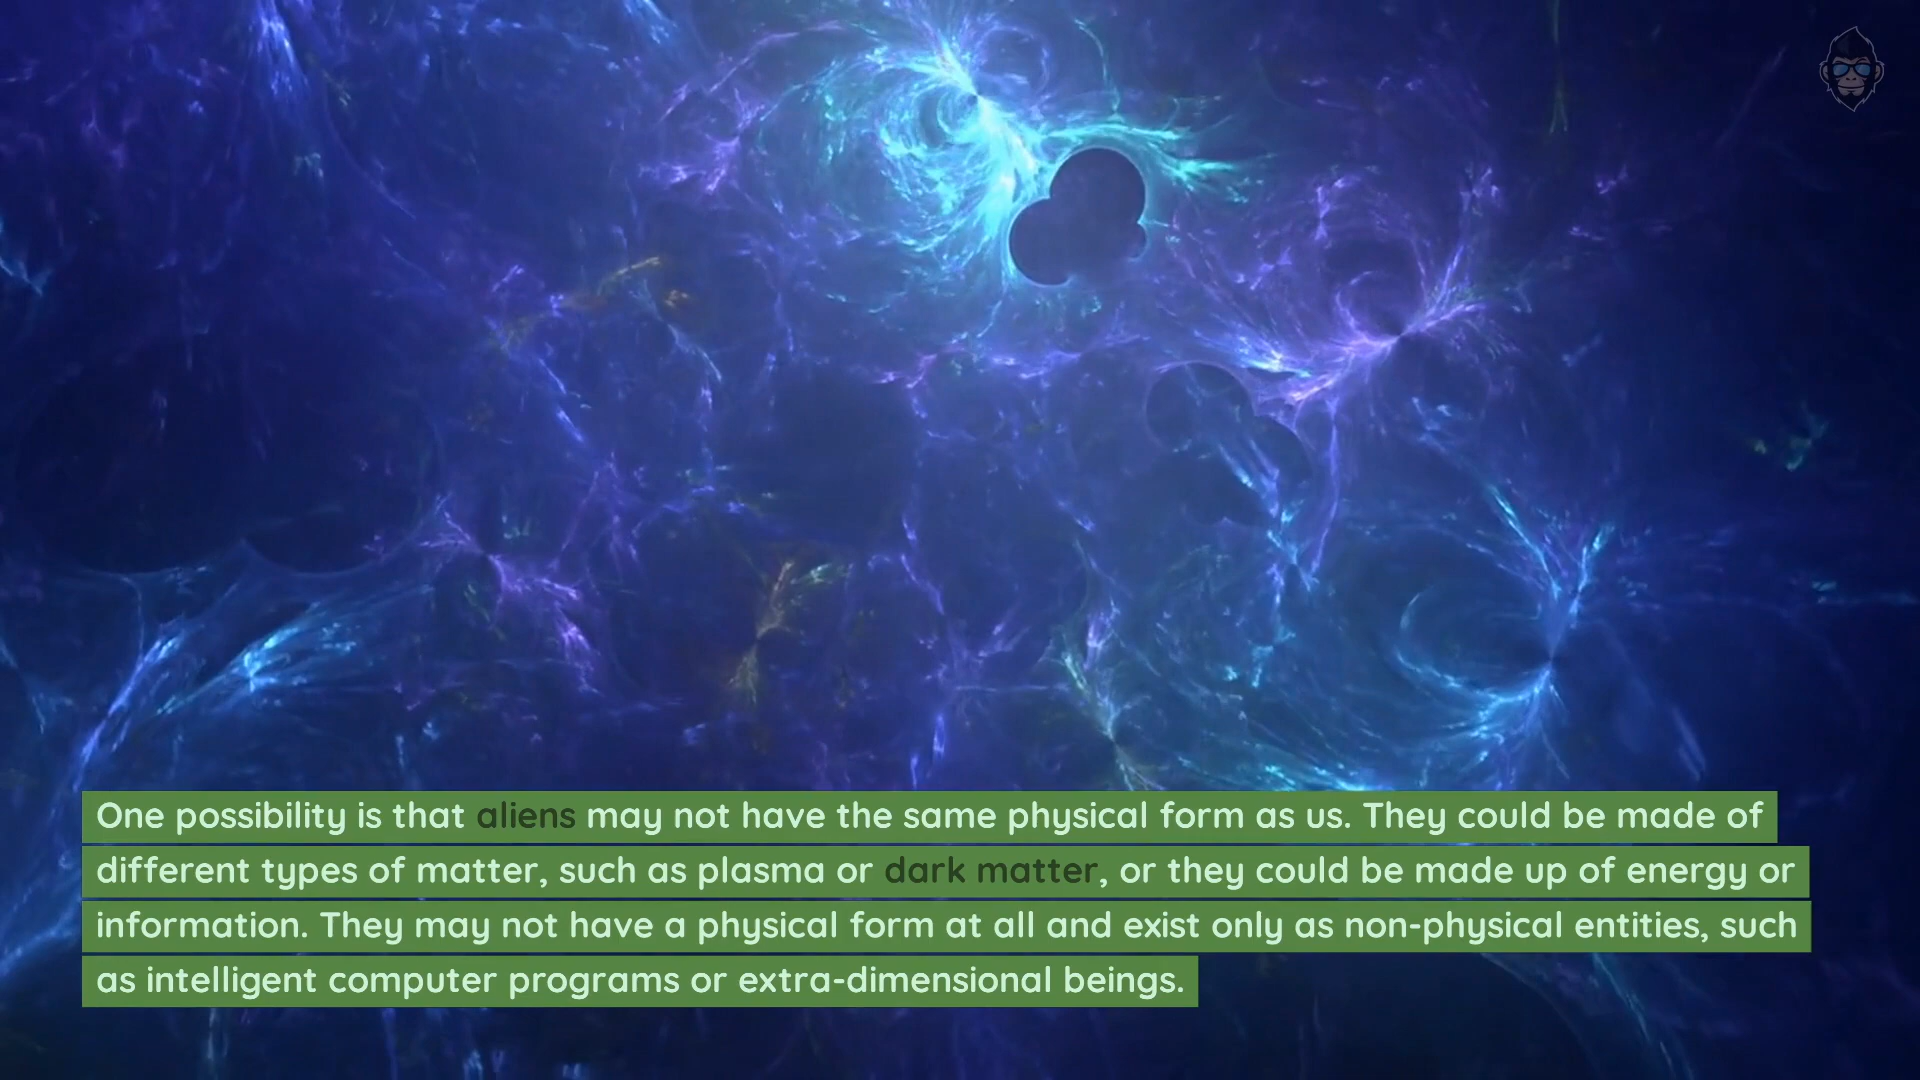 One possibility is that aliens may not have the same physical form as us. They could be made of
different types of matter, such as plasma or dark matter, or they could be made up of energy or
information. They may not have a physical form at all and exist only as non-physical entities, such
as intelligent computer programs or extra-dimensional beings.